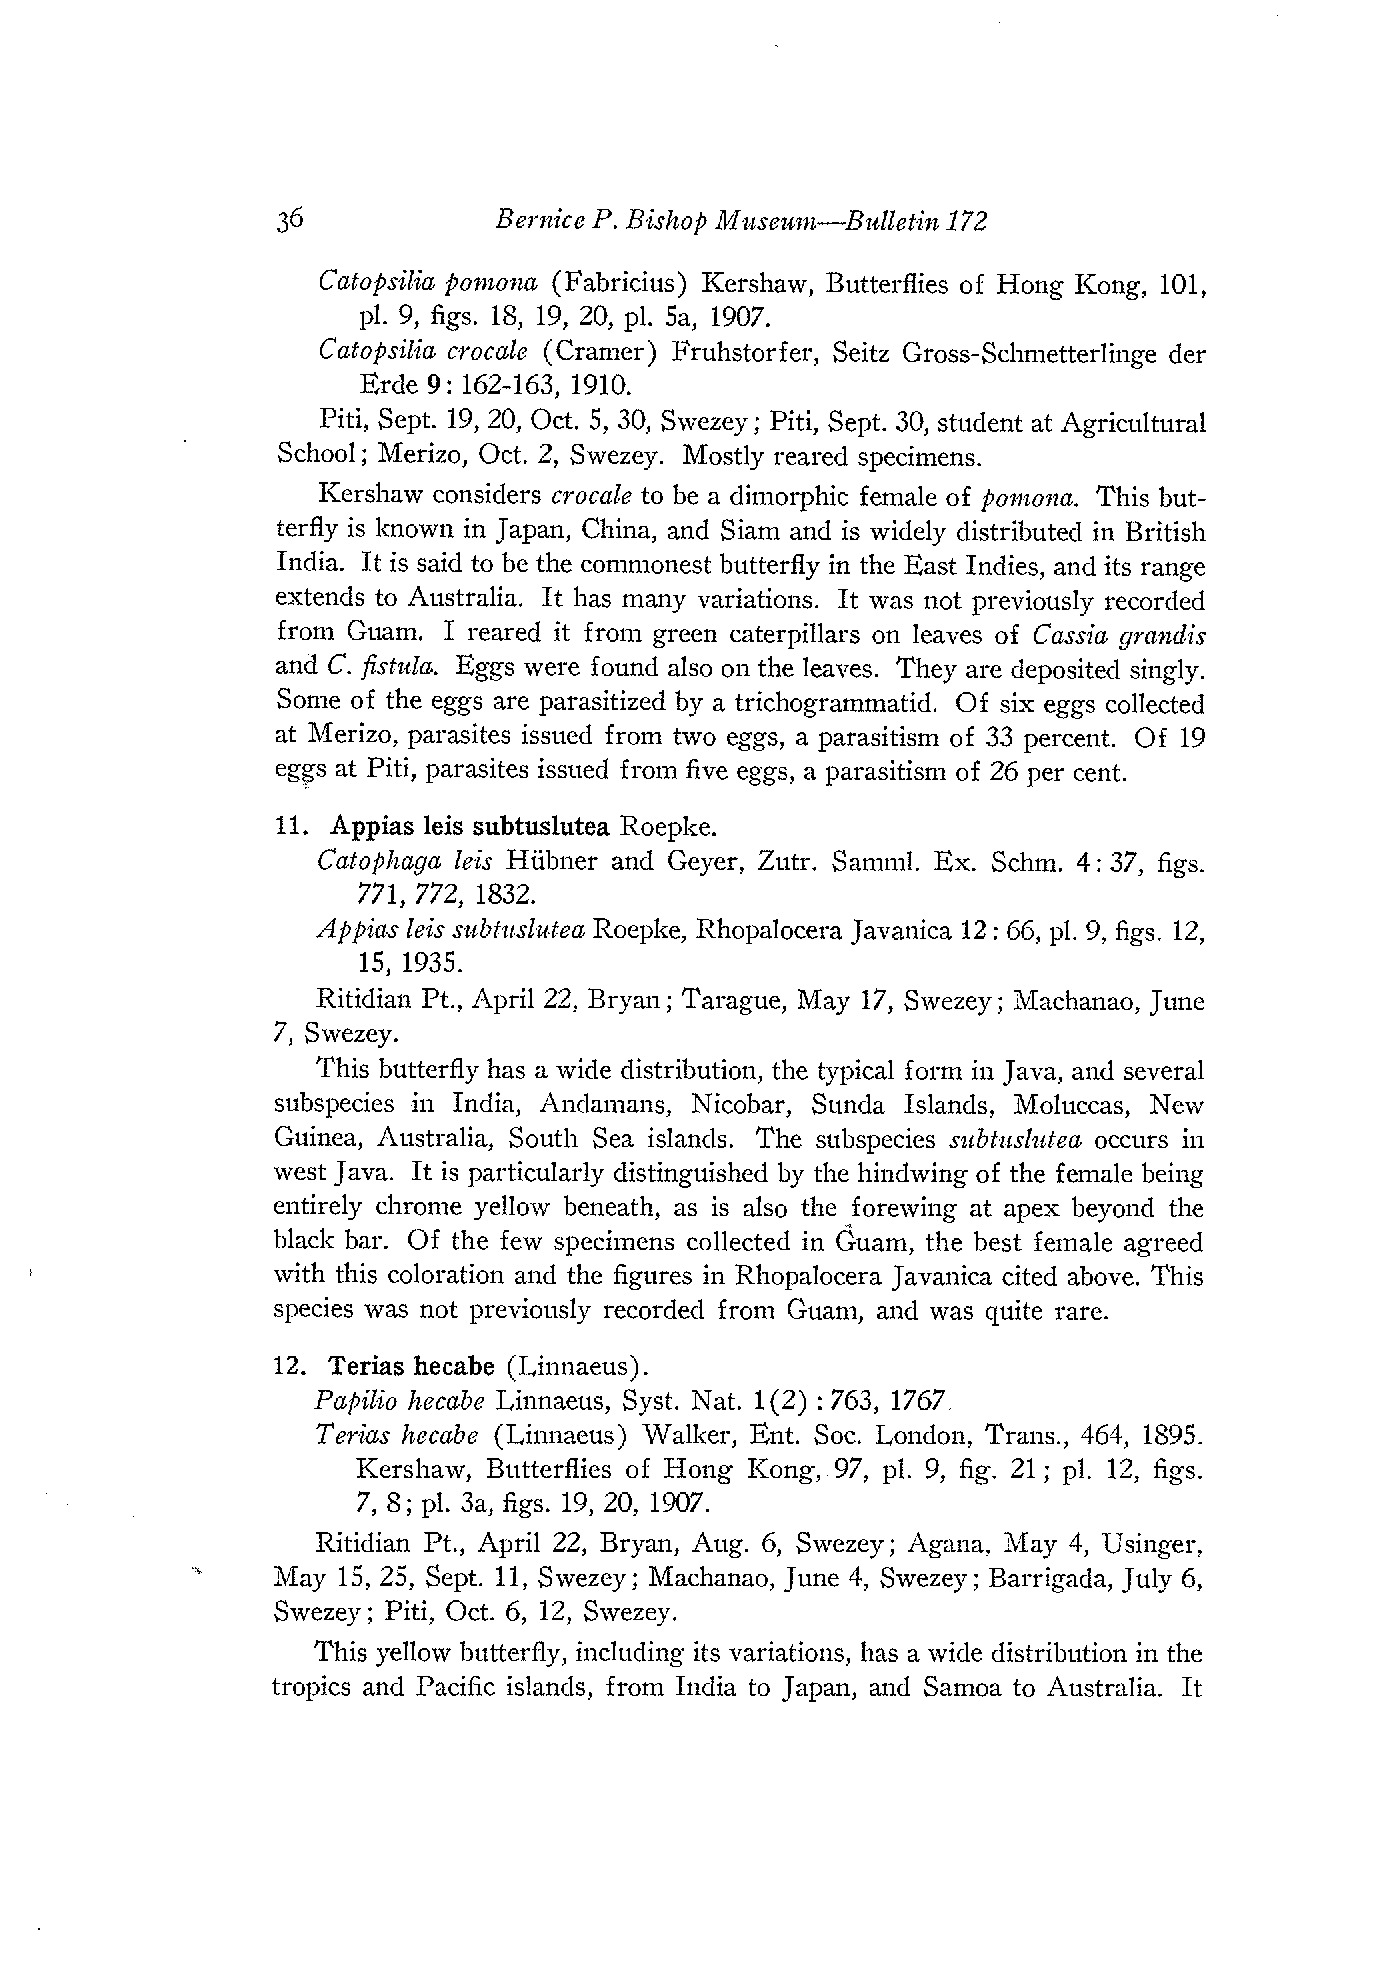 36 Bernice P. Bishop Museum—Bulletin 172
Catopsilia pomona (Fabricius) Kershaw, Butterflies of Hong Kong, 101,
pl. 9, figs. 18, 19, 20, pl. 5a, 1907.
Catopsilia crocale (Cramer) Fruhstorfer, Seitz Gross-Schmetterlinge der
Erde 9: 162-163, 1910.
Piti, Sept. 19, 20, Oct. 5, 30, Swezey; Piti, Sept. 30, student at Agricultural
School; Merizo, Oct. 2, Swezey. Mostly reared specimens.
Kershaw considers crocale to be a dimorphic female of pomona. This but-
terfly is known in Japan, China, and Siam and is widely distributed in British
India. It is said to be the commonest butterfly in the East Indies, and its range
extends to Australia. It has many variations. It was not previously recorded
from Guam. I reared it from green caterpillars on leaves of Cassia grandis
and C. fistula. Eggs were found also on the leaves. They are deposited singly.
Some of the eggs are parasitized by a trichogrammatid. Of six eggs collected
at Merizo, parasites issued from two eggs, a parasitism of 33 percent. Of 19
eggs at Piti, parasites issued from five eggs, a parasitism of 26 per cent.
11. Appias leis subtuslutea Roepke.
Catophaga leis Hübner and Geyer, Zutr. Samml. Ex. Schm. 4: 37, figs.
771, 772, 1832.
Appias leis subtuslutea Roepke, Rhopalocera Javanica 12: 66, pl. 9, figs. 12,
15, 1935.
Ritidian Pt., April 22, Bryan; Tarague, May 17, Swezey; Machanao, June
7, Swezey.
This butterfly has a wide distribution, the typical form in Java, and several
subspecies in India, Andamans, Nicobar, Sunda Islands, Moluccas, New
Guinea, Australia, South Sea islands. The subspecies subtuslutea occurs in
west Java. It is particularly distinguished by the hindwing of the female being
entirely chrome yellow beneath, as is also the forewing at apex beyond the
black bar. Of the few specimens collected in Guam, the best female agreed
with this coloration and the figures in Rhopalocera Javanica cited above. This
species was not previously recorded from Guam, and was quite rare.
12. Terias hecabe (Linnaeus).
Papilio hecabe Linnaeus, Syst. Nat. 1(2) : 763, 1767.
Terias hecabe (Linnaeus) Walker, Ent. Soc. London, Trans., 464, 1895.
Kershaw, Butterflies of Hong Kong, 97, pl. 9, fig. 21; pl. 12, figs.
7, 8; pl. 3a, figs. 19, 20, 1907.
Ritidian Pt., April 22, Bryan, Aug. 6, Swezey; Agana, May 4, Usinger,
May 15, 25, Sept. 11, Swezey; Machanao, June 4, Swezey; Barrigada, July 6,
Swezey; Piti, Oct. 6, 12, Swezey.
This yellow butterfly, including its variations, has a wide distribution in the
tropics and Pacific islands, from India to Japan, and Samoa to Australia. It